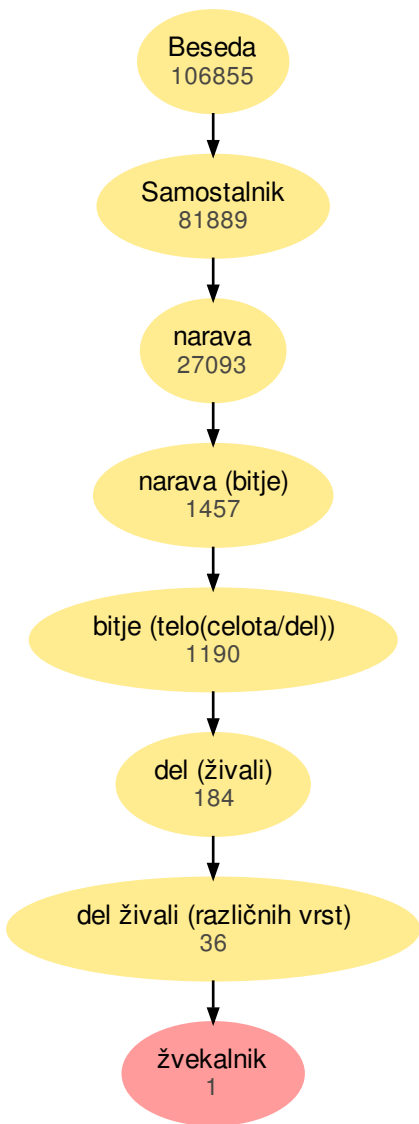 Beseda
106855
Samostalnik
81889
narava
27093
narava (bitje)
1457
bitje (telo(celota/del))
1190
del (živali)
184
del živali (različnih vrst)
36
žvekalnik
1